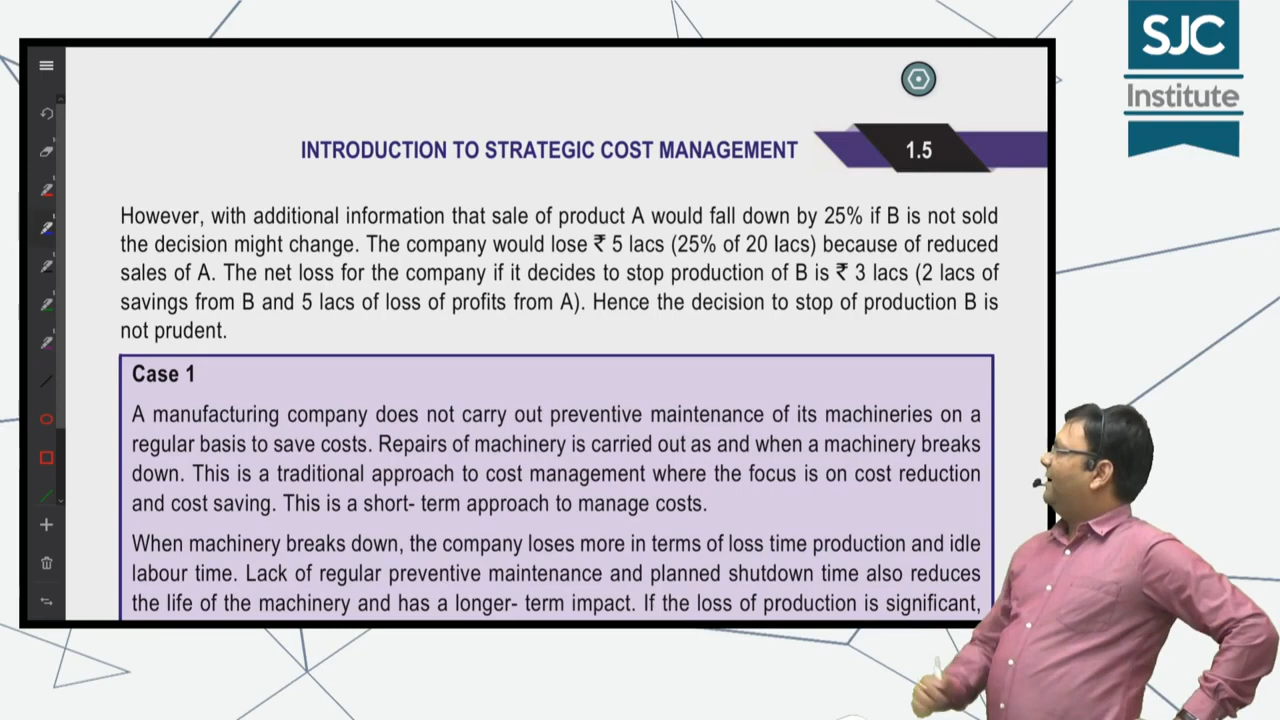 SJC
Institute
INTRODUCTION TO STRATEGIC COST MANAGEMENT
1.5
However, with additional information that sale of product A would fall down by 25% if B is not sold
the decision might change. The company would lose ₹ 5 lacs (25% of 20 lacs) because of reduced
sales of A. The net loss for the company if it decides to stop production of B is ₹ 3 lacs (2 lacs of
savings from B and 5 lacs of loss of profits from A). Hence the decision to stop of production B is
not prudent.
Case 1
A manufacturing company does not carry out preventive maintenance of its machineries on a
regular basis to save costs. Repairs of machinery is carried out as and when a machinery breaks
down. This is a traditional approach to cost management where the focus is on cost reduction
and cost saving. This is a short- term approach to manage costs.
When machinery breaks down, the company loses more in terms of loss time production and idle
labour time. Lack of regular preventive maintenance and planned shutdown time also reduces
the life of the machinery and has a longer- term impact. If the loss of production is significant,